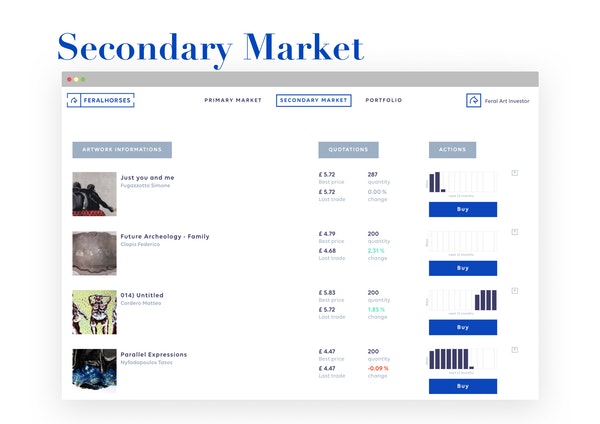 Secondary Market
FERALHORSES
PRIMARY MARKET
SECONDARY MARKET
PORTFOLIO
Feral Art Investor
ARTWORK INFORMATIONS
QUOTATIONS
ACTIONS
Just you and me
Fugazzotto Simone
£ 5.72
Best price
£ 5.72
Last trade
287
quantity
0.00 %
change
Buy
Future Archeology - Family
Clapis Federico
£ 4.79
Best price
£ 4.68
Last trade
200
quantity
2.31 %
change
Buy
014) Untitled
Cordero Matteo
£ 5.83
Best price
£ 5.72
Last trade
200
quantity
1.85 %
change
Buy
Parallel Expressions
Nyfadopoulos Tasos
£ 4.47
Best price
£ 4.47
Last trade
200
quantity
-0.09 %
change
Buy